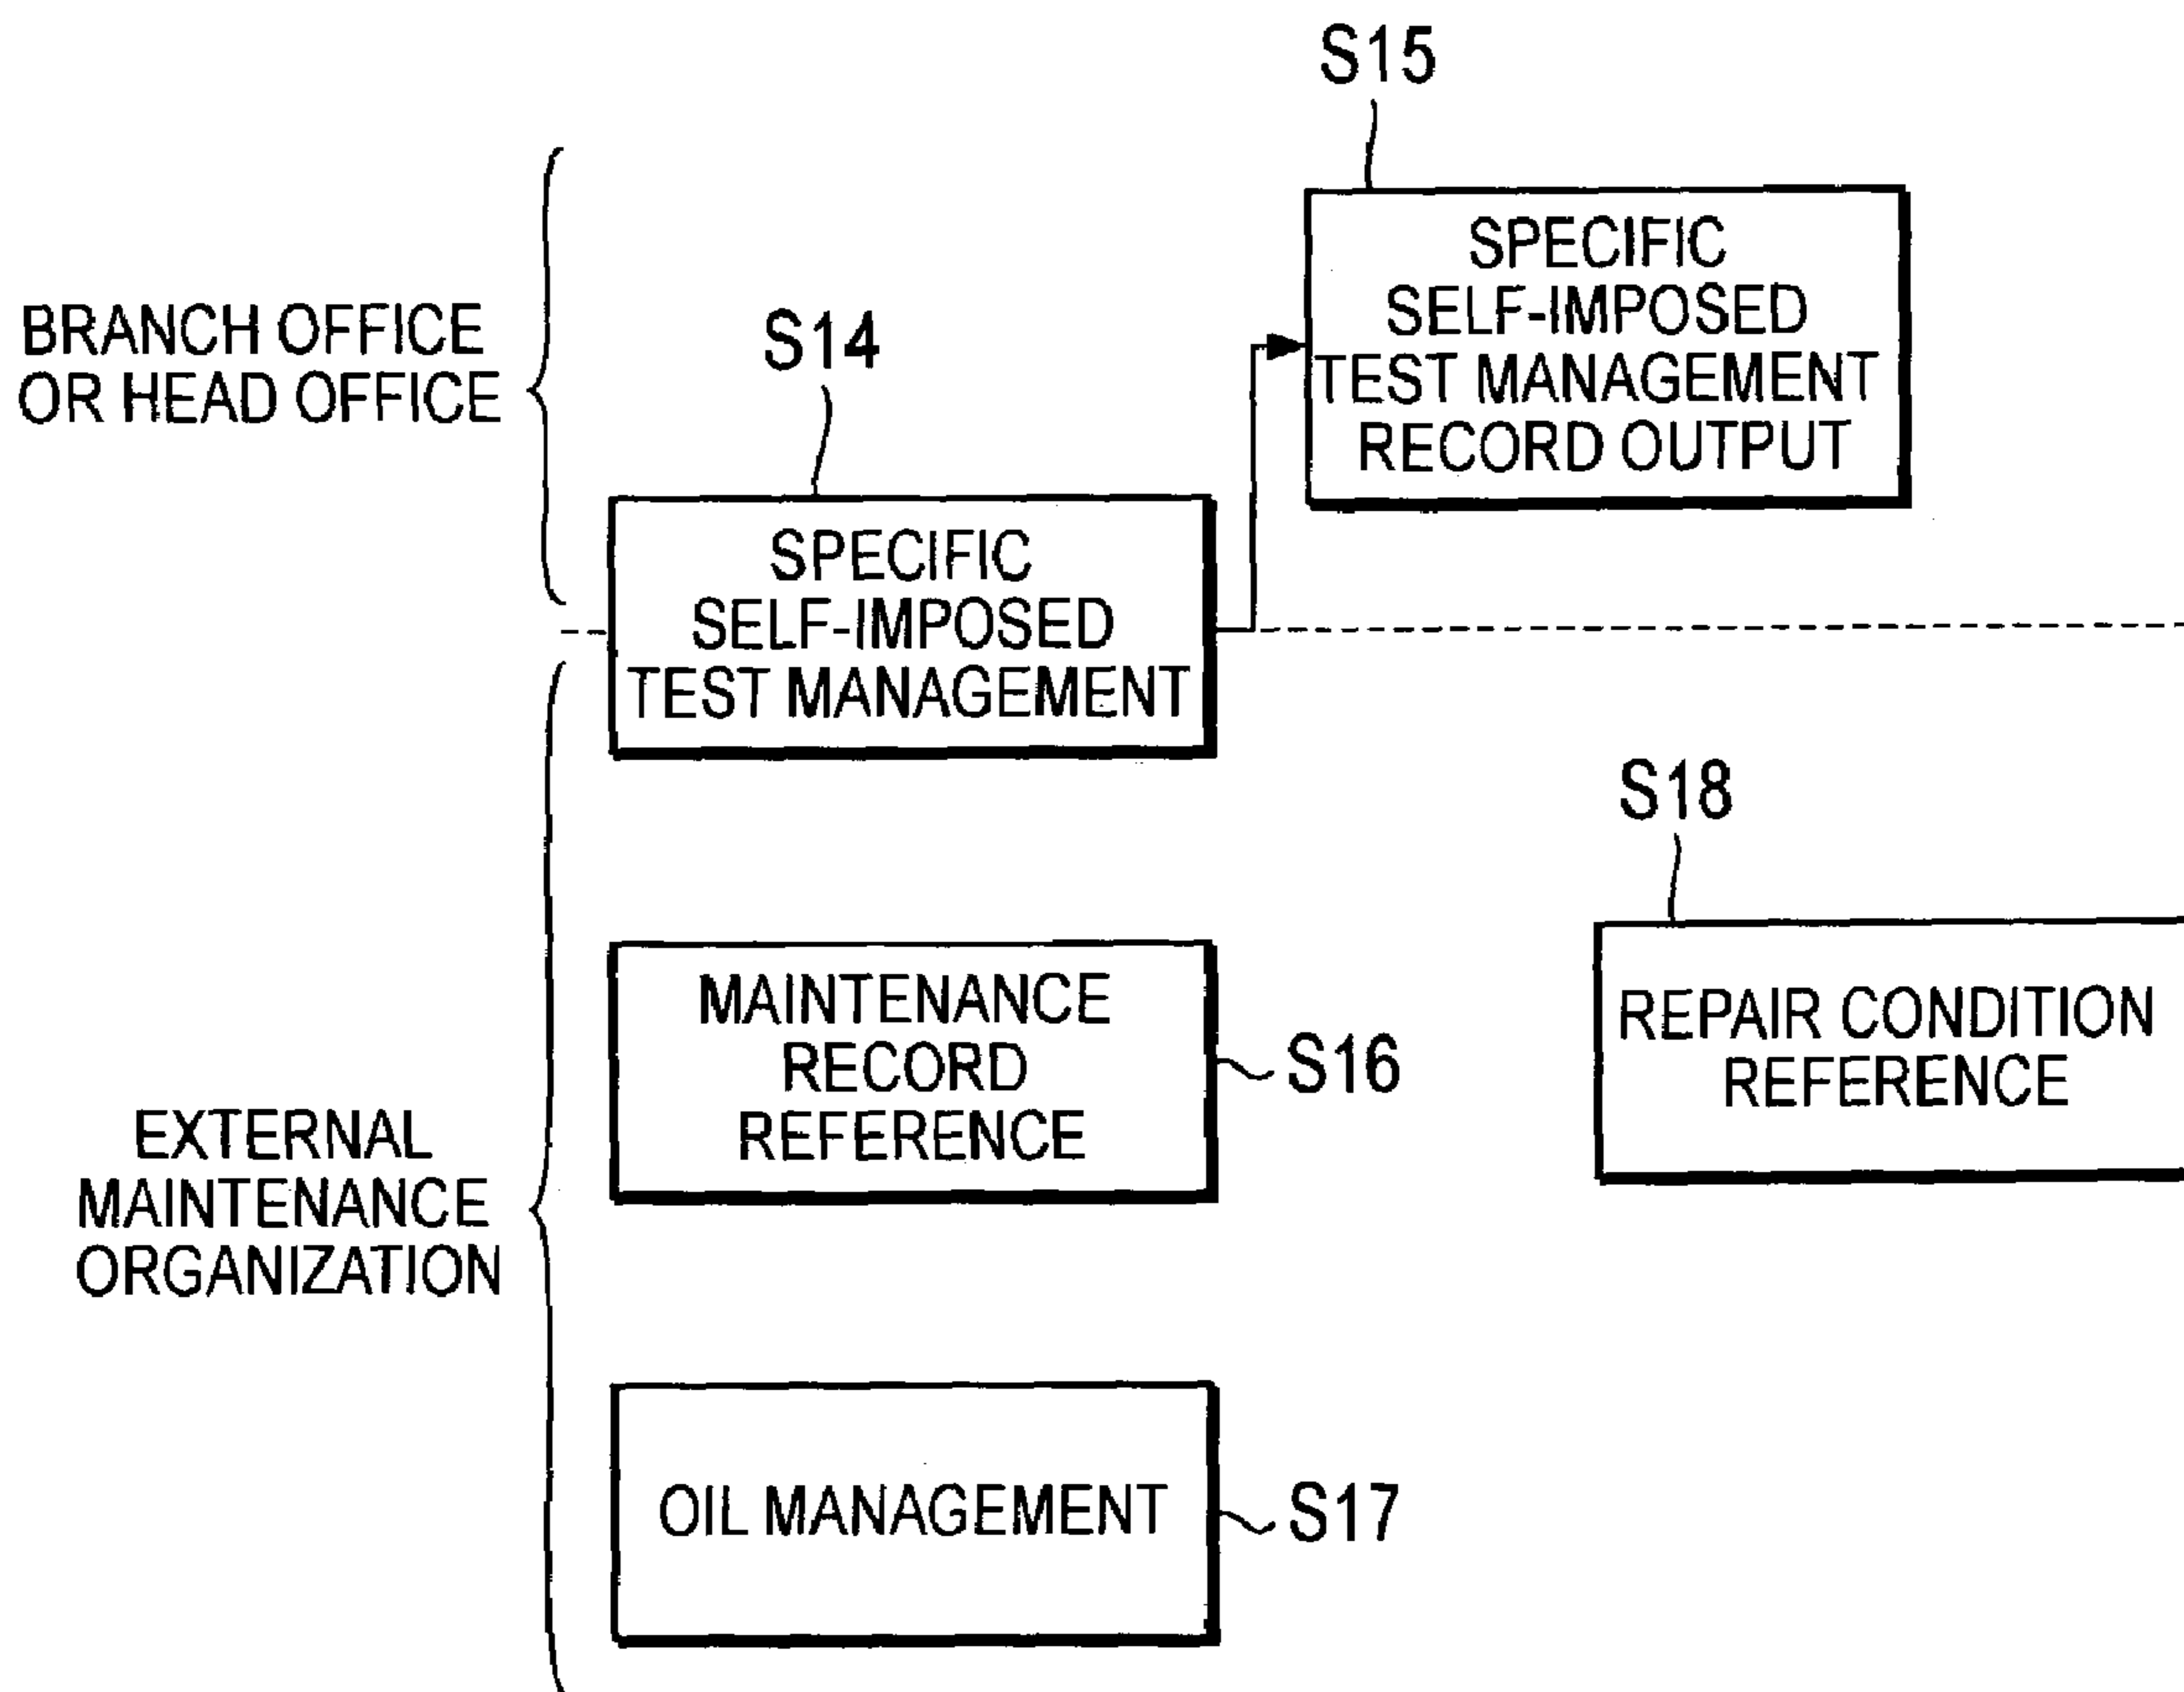 S15
SPECIFIC
SELF-IMPOSED
TEST MANAGEMENT
RECORD OUTPUT
BRANCH OFFICE
OR HEAD OFFICE
S14
SPECIFIC
SELF-IMPOSED
TEST MANAGEMENT
S18
REPAIR CONDITION
REFERENCE
MAINTENANCE
RECORD
REFERENCE
S16
EXTERNAL
MAINTENANCE
ORGANIZATION
OIL MANAGEMENT
S17